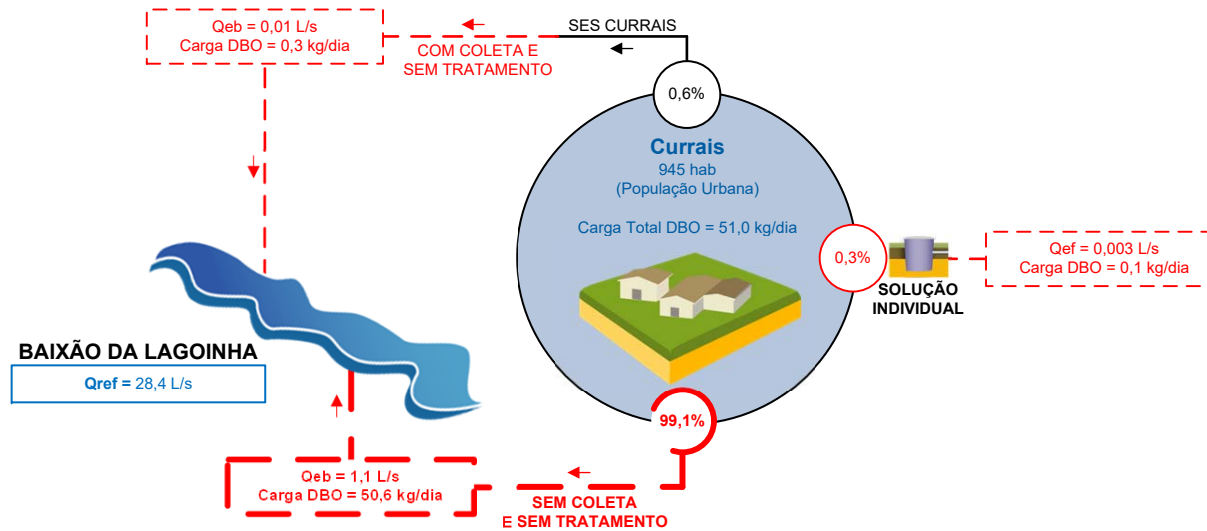 Qeb = 0,01 L/s
Carga DBO = 0,3 kg/dia
COM COLETA E
SEM TRATAMENTO
SES CURRAIS
0,6%
Currais
945 hab
(População Urbana)
Carga Total DBO = 51,0 kg/dia
0,3%
SOLUÇÃO
INDIVIDUAL
Qef = 0,003 L/s
Carga DBO = 0,1 kg/dia
BAIXÃO DA LAGOINHA
Qref = 28,4 L/s
99,1%
Qeb = 1,1 L/s
Carga DBO = 50,6 kg/dia
SEM COLETA
E SEM TRATAMENTO